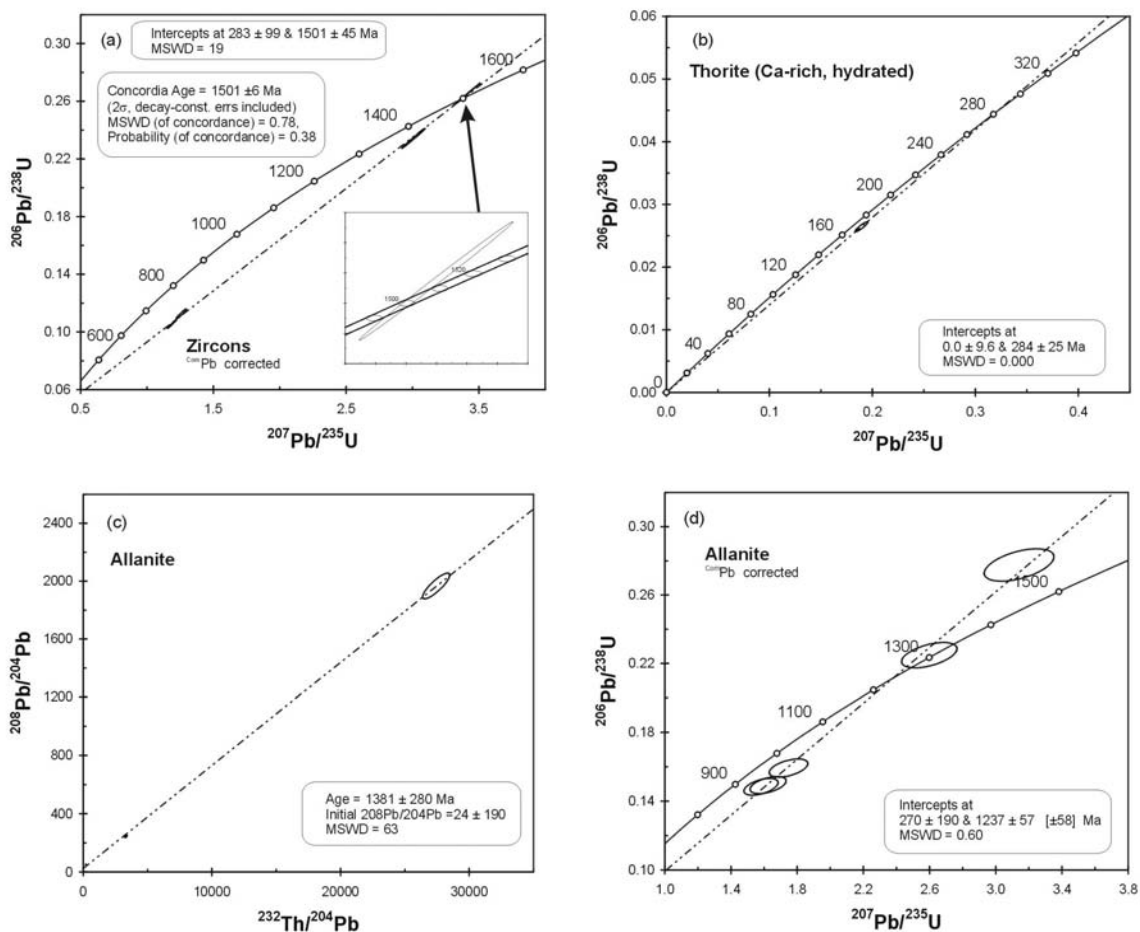 (a)
Intercepts at 283 ± 99 & 1501 ± 45 Ma
MSWD = 19
Concordia Age = 1501 ±6 Ma
(2σ, decay-const. errs included)
MSWD (of concordance) = 0.78,
Probability (of concordance) = 0.38
0.30
0.26
0.22
0.18
0.14
0.10
0.06
206Pb/238U
600
800
1000
1200
1400
1600
1500
Zircons
ComPb corrected
0.5
1.5
2.5
3.5
207Pb/235U
(b)
Thorite (Ca-rich, hydrated)
0.06
0.05
0.04
0.03
0.02
0.01
0.00
206Pb/238U
0
40
80
120
160
200
240
280
320
Intercepts at
0.0 ± 9.6 & 284 ± 25 Ma
MSWD = 0.000
0.0
0.1
0.2
0.3
0.4
207Pb/235U
(c)
Allanite
2400
2000
1600
1200
800
400
0
208Pb/204Pb
Age = 1381 ± 280 Ma
Initial 208Pb/204Pb =24 ± 190
MSWD = 63
0
10000
20000
30000
232Th/204Pb
(d)
Allanite
ComPb corrected
0.30
0.26
0.22
0.18
0.14
0.10
206Pb/238U
900
1100
1300
1500
Intercepts at
270 ± 190 & 1237 ± 57 [±58] Ma
MSWD = 0.60
1.0
1.4
1.8
2.2
2.6
3.0
3.4
3.8
207Pb/235U